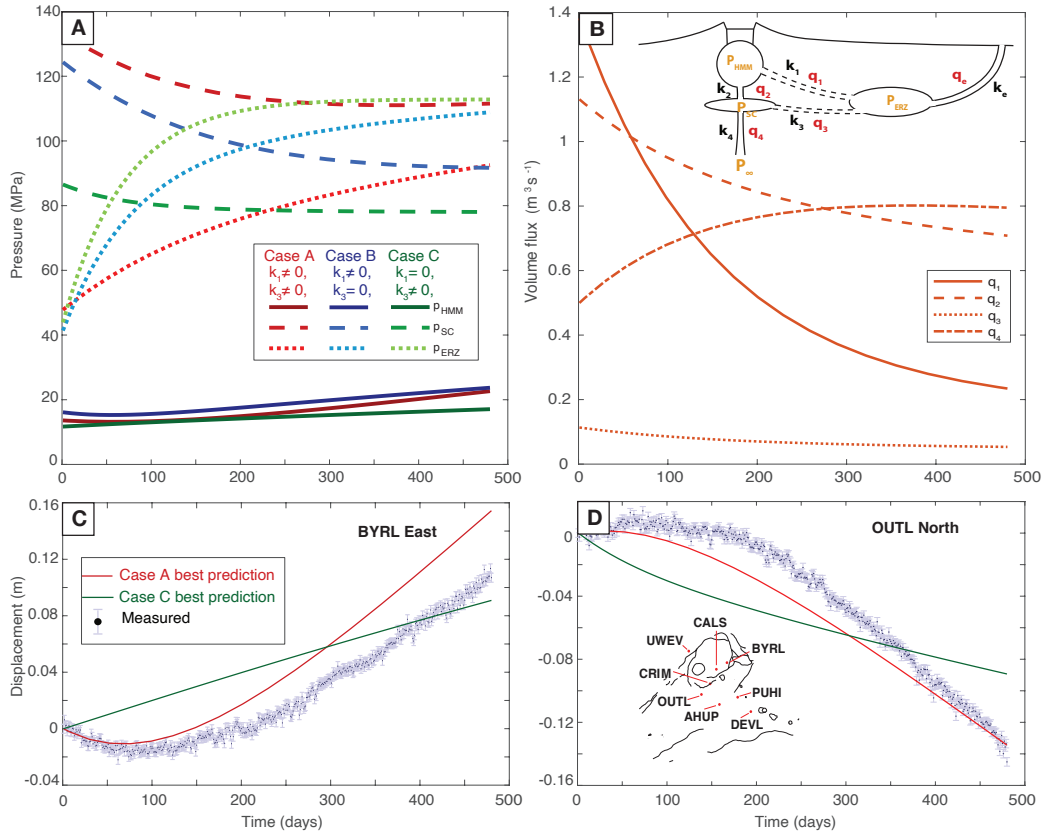 A
Pressure (MPa)
140
120
100
80
60
40
20
0
Case A
Case B
Case C
k1≠ 0,
k1≠ 0,
k1= 0,
k3≠ 0,
k3= 0,
k3≠ 0,
pHMM
pSC
pERZ
0
100
200
300
400
500
B
Volume flux (m³ s⁻¹)
1.2
1
0.8
0.6
0.4
0.2
0
PHMM
k1
q1
k2
q2
PSC
k3
q3
k4
q4
P∞
PERZ
qe
ke
q1
q2
q3
q4
0
100
200
300
400
500
C
BYRL East
Displacement (m)
0.16
0.12
0.08
0.04
0
-0.04
Case A best prediction
Case C best prediction
Measured
0
100
200
300
400
500
Time (days)
D
OUTL North
0
-0.04
-0.08
-0.12
-0.16
CALS
UWEV
BYRL
CRIM
PUHI
OUTL
AHUP
DEVL
0
100
200
300
400
500
Time (days)